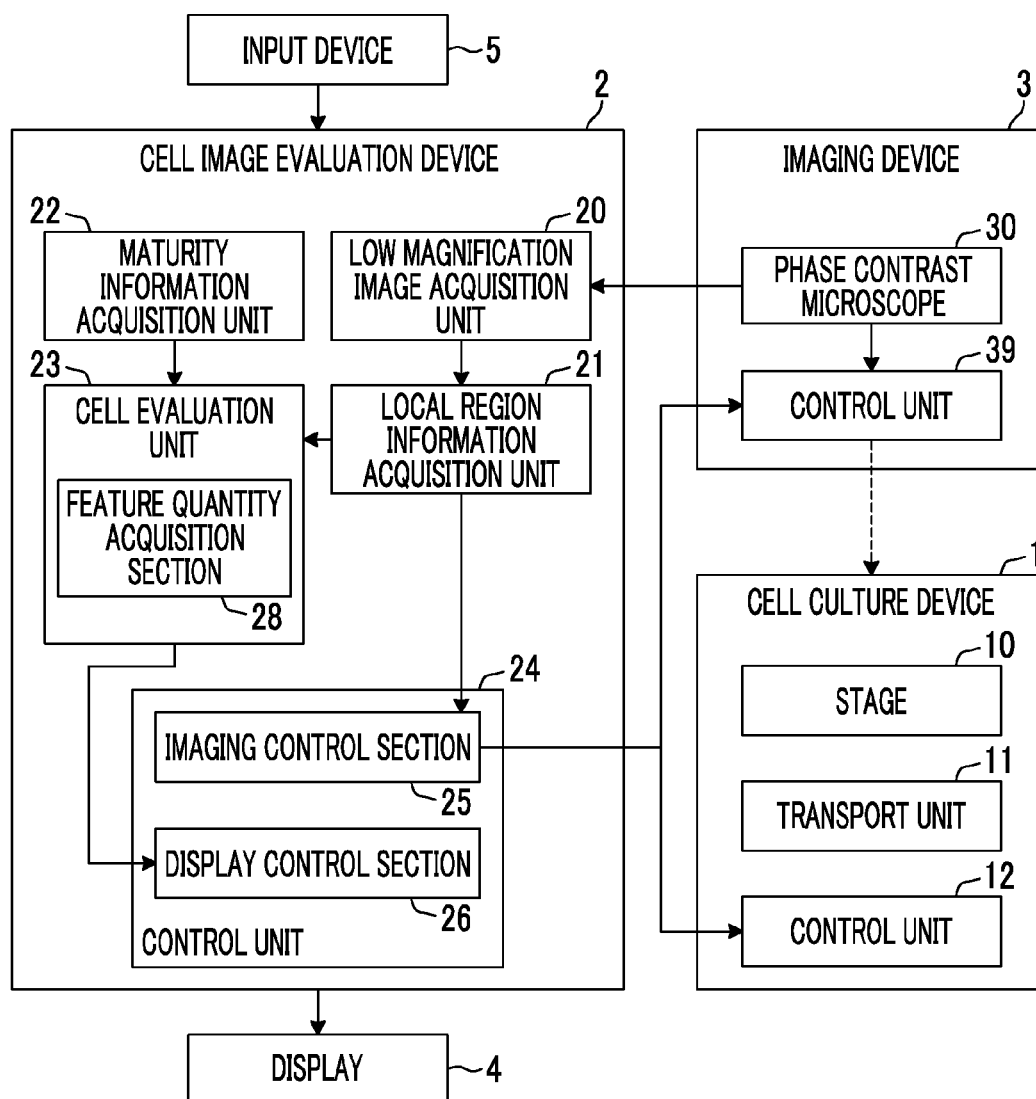 INPUT DEVICE
5
2
3
CELL IMAGE EVALUATION DEVICE
IMAGING DEVICE
22
MATURITY
INFORMATION
ACQUISITION UNIT
20
LOW MAGNIFICATION
IMAGE ACQUISITION
UNIT
30
PHASE CONTRAST
MICROSCOPE
23
CELL EVALUATION
UNIT
21
LOCAL REGION
INFORMATION
ACQUISITION UNIT
39
CONTROL UNIT
FEATURE QUANTITY
ACQUISITION
SECTION
28
1
CELL CULTURE DEVICE
24
IMAGING CONTROL SECTION
25
DISPLAY CONTROL SECTION
26
CONTROL UNIT
10
STAGE
11
TRANSPORT UNIT
12
CONTROL UNIT
DISPLAY
4